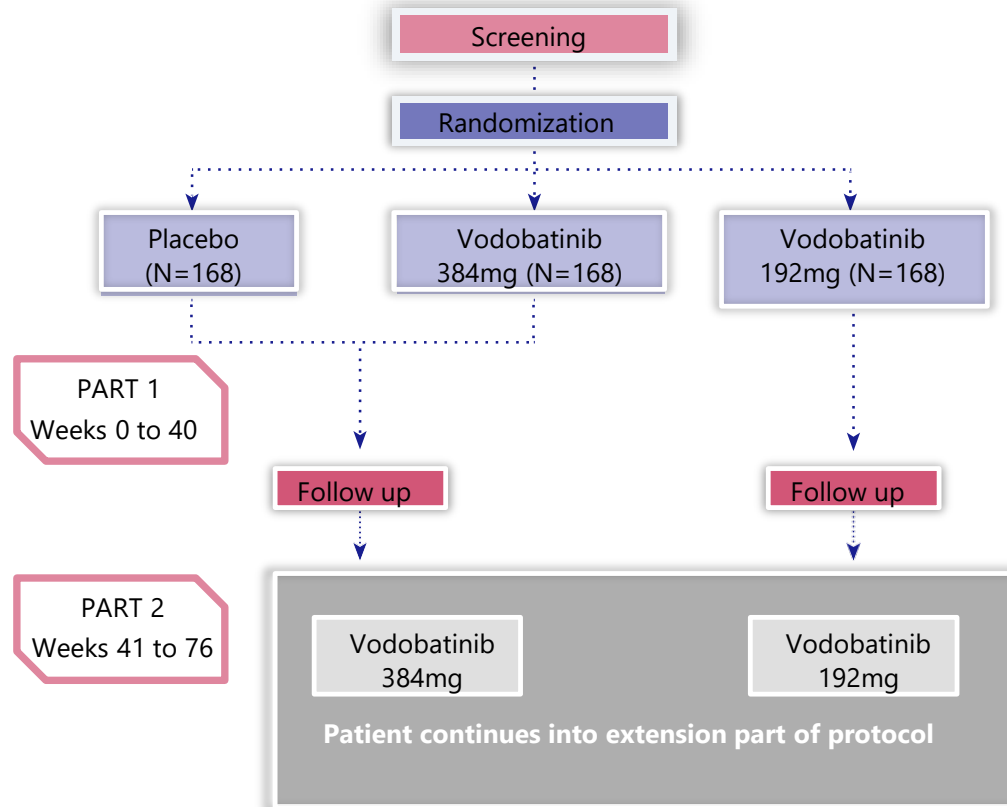 Screening
Randomization
Placebo
(N=168)
Vodobatinib
384mg (N=168)
Vodobatinib
192mg (N=168)
PART 1
Weeks 0 to 40
Follow up
Follow up
PART 2
Weeks 41 to 76
Vodobatinib
384mg
Vodobatinib
192mg
Patient continues into extension part of protocol